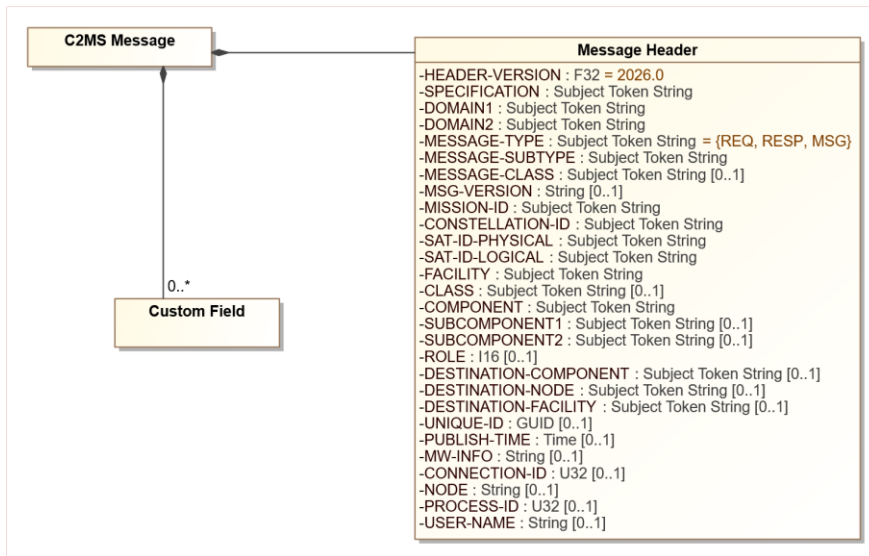 C2MS Message
Message Header
-HEADER-VERSION : F32 = 2026.0
-SPECIFICATION : Subject Token String
-DOMAIN1 : Subject Token String
-DOMAIN2 : Subject Token String
-MESSAGE-TYPE : Subject Token String = {REQ, RESP, MSG}
-MESSAGE-SUBTYPE : Subject Token String
-MESSAGE-CLASS : Subject Token String [0..1]
-MSG-VERSION : String [0..1]
-MISSION-ID : Subject Token String
-CONSTELLATION-ID : Subject Token String
-SAT-ID-PHYSICAL : Subject Token String
-SAT-ID-LOGICAL : Subject Token String
-FACILITY : Subject Token String
-CLASS : Subject Token String [0..1]
-COMPONENT : Subject Token String
-SUBCOMPONENT1 : Subject Token String [0..1]
-SUBCOMPONENT2 : Subject Token String [0..1]
-ROLE : I16 [0..1]
-DESTINATION-COMPONENT : Subject Token String [0..1]
-DESTINATION-NODE : Subject Token String [0..1]
-DESTINATION-FACILITY : Subject Token String [0..1]
-UNIQUE-ID : GUID [0..1]
-PUBLISH-TIME : Time [0..1]
-MW-INFO : String [0..1]
-CONNECTION-ID : U32 [0..1]
-NODE : String [0..1]
-PROCESS-ID : U32 [0..1]
-USER-NAME : String [0..1]
0..*
Custom Field